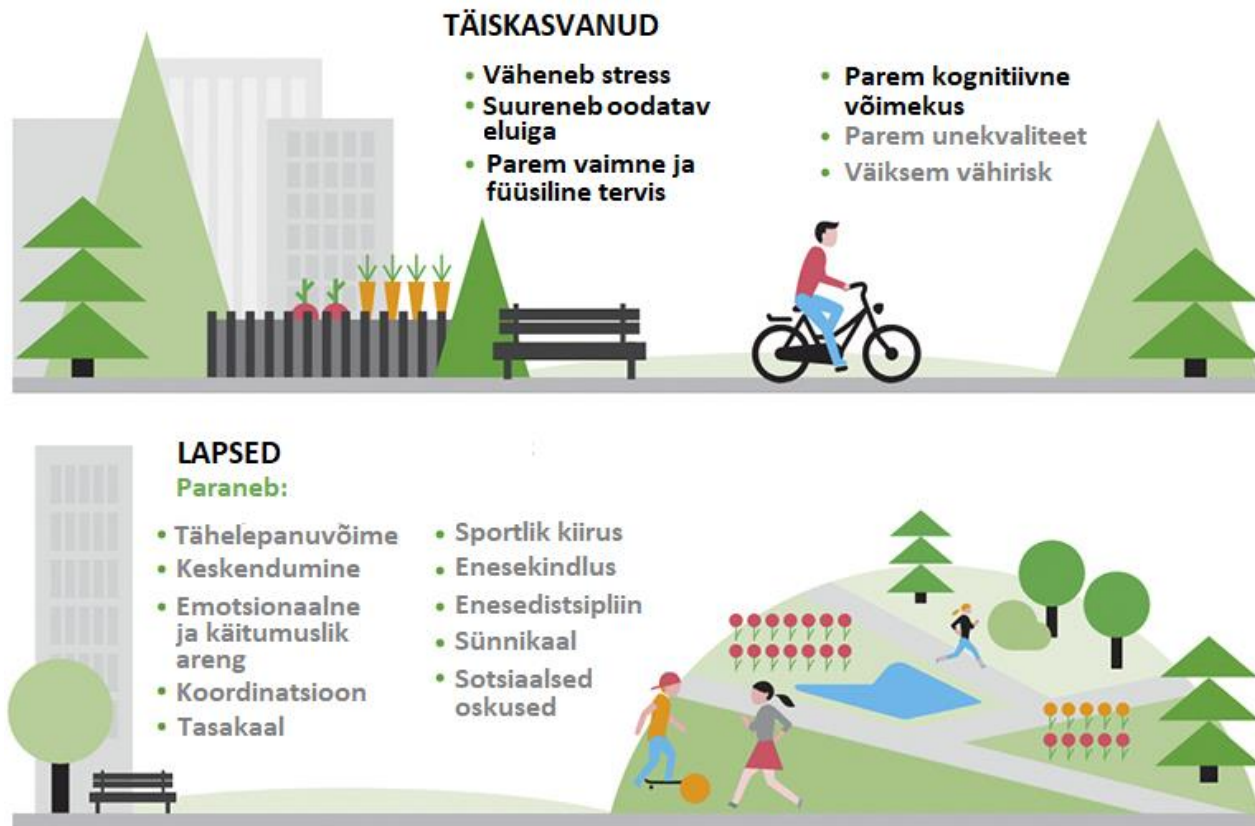 TÄISKASVANUD
• Väheneb stress
• Suureneb oodatav
eluiga
• Parem vaimne ja
füüsiline tervis
• Parem kognitiivne
võimekus
• Parem unekvaliteet
• Väiksem vähirisk
LAPSED
Paraneb:
• Tähelepanuvõime
• Keskendumine
• Emotsionaalne
ja käitumuslik
areng
• Koordinatsioon
• Tasakaal
• Sportlik kiirus
• Enesekindlus
• Enesedistsipliin
• Sünnikaal
• Sotsiaalsed
oskused